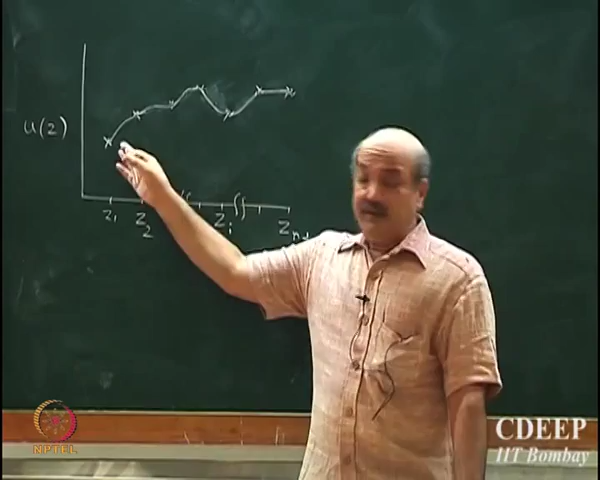 u(z)
z₁
z₂
zᵢ
CDEEP
IIT Bombay
NPTEL